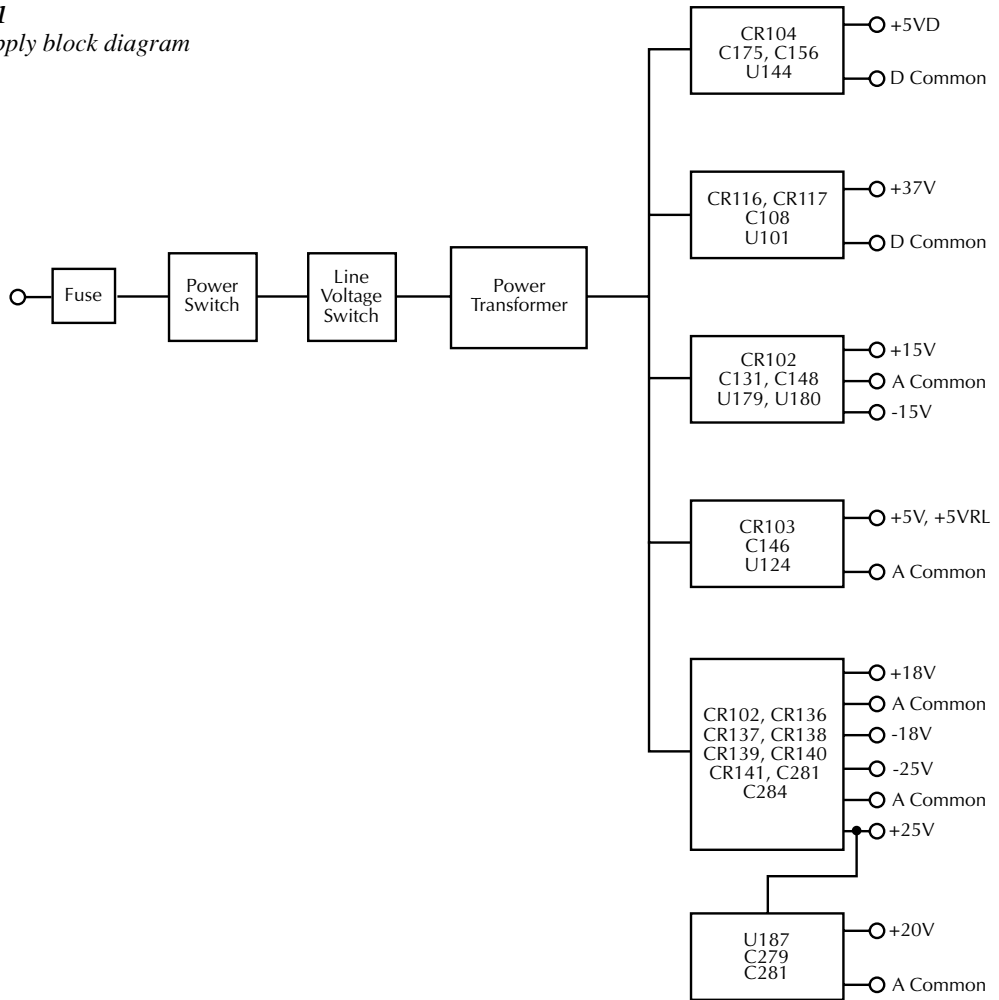 1
pply block diagram
Fuse
Power
Switch
Line
Voltage
Switch
Power
Transformer
CR104
C175, C156
U144
+5VD
D Common
CR116, CR117
C108
U101
+37V
D Common
CR102
C131, C148
U179, U180
+15V
A Common
-15V
CR103
C146
U124
+5V, +5VRL
A Common
CR102, CR136
CR137, CR138
CR139, CR140
CR141, C281
C284
+18V
A Common
-18V
-25V
A Common
+25V
U187
C279
C281
+20V
A Common